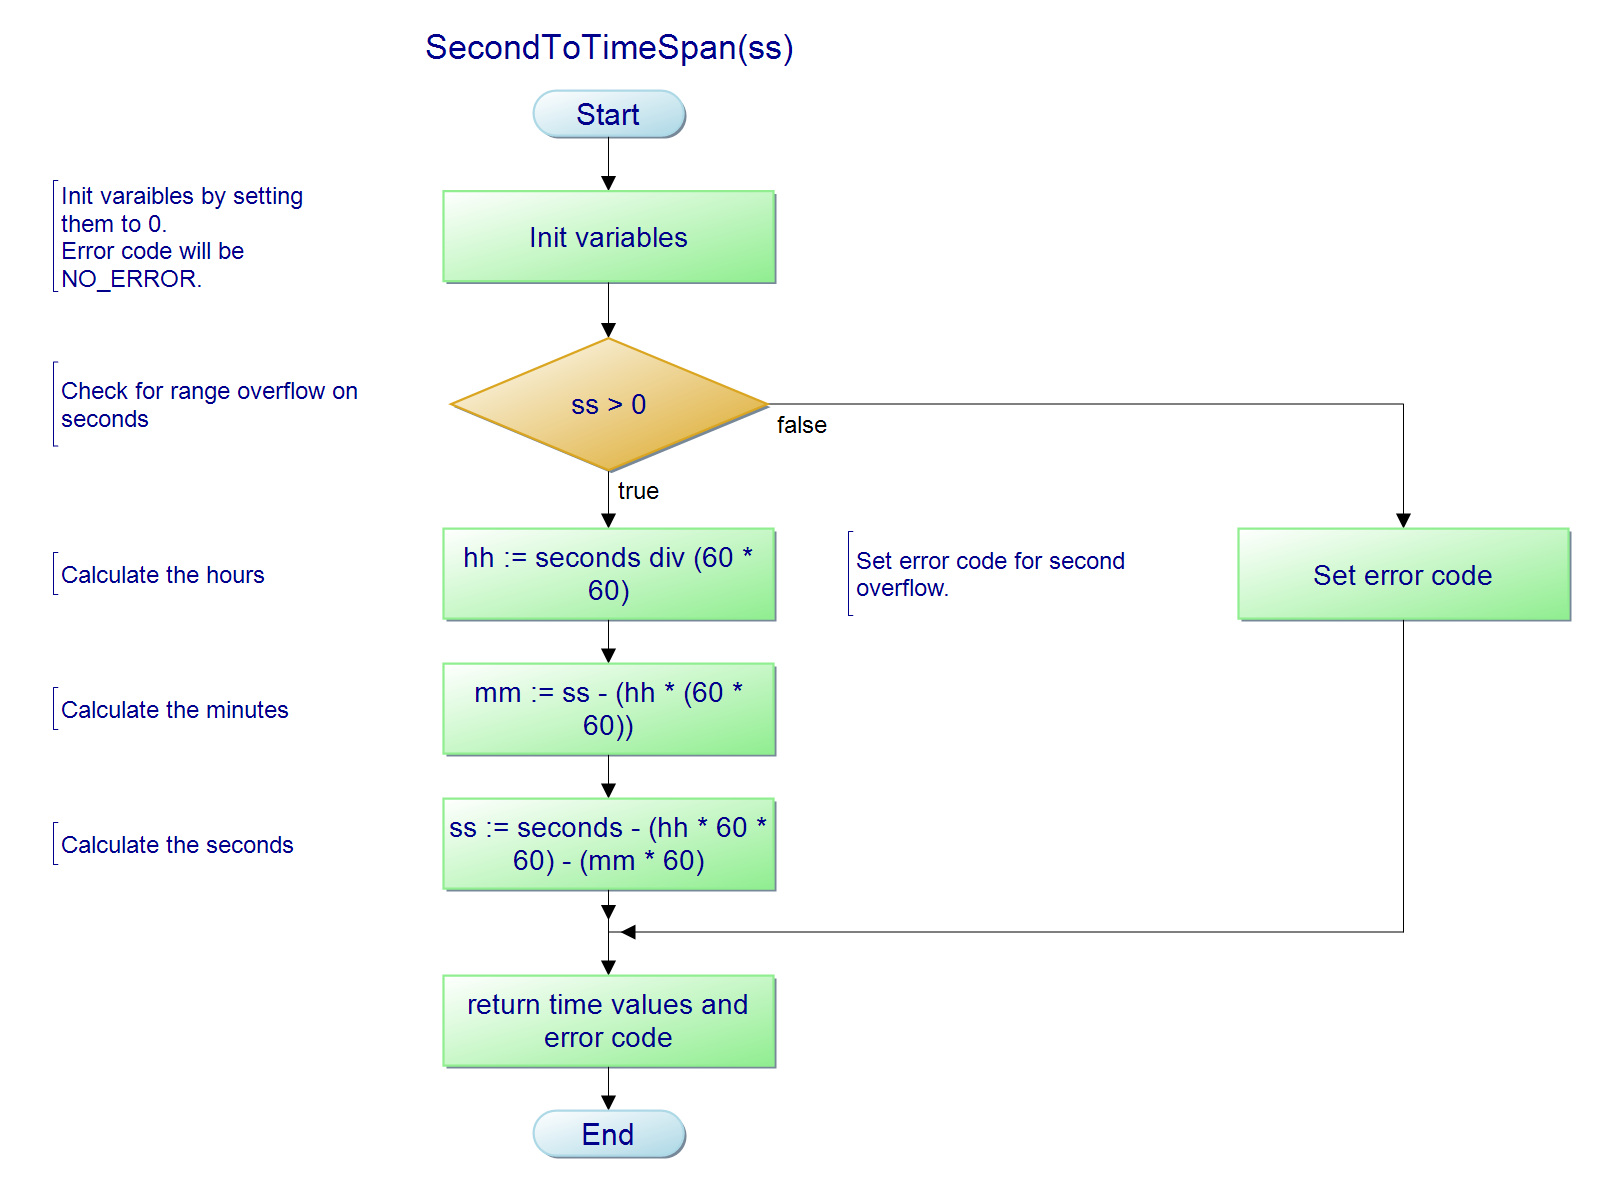 SecondToTimeSpan(ss)
Start
Init varaibles by setting
them to 0.
Error code will be
NO_ERROR.
Init variables
Check for range overflow on
seconds
ss > 0
false
true
Calculate the hours
hh := seconds div (60 *
60)
Set error code for second
overflow.
Set error code
Calculate the minutes
mm := ss - (hh * (60 *
60))
Calculate the seconds
ss := seconds - (hh * 60 *
60) - (mm * 60)
return time values and
error code
End